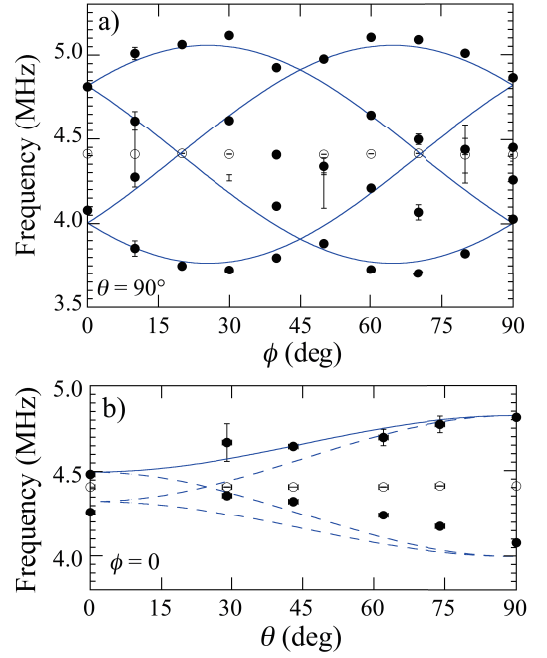 a)
5.0
4.5
4.0
3.5
Frequency (MHz)
θ = 90°
0 15 30 45 60 75 90
ϕ (deg)
b)
5.0
4.5
4.0
Frequency (MHz)
ϕ = 0
0 15 30 45 60 75 90
θ (deg)